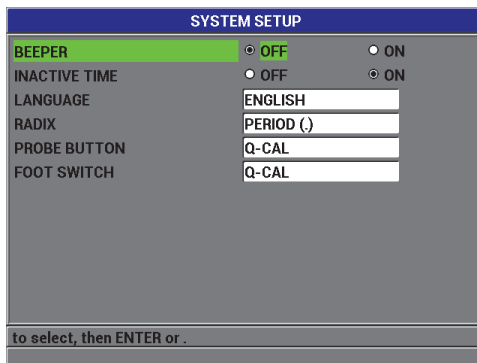 SYSTEM SETUP
BEEPER OFF ON
INACTIVE TIME OFF ON
LANGUAGE ENGLISH
RADIX PERIOD (.)
PROBE BUTTON Q-CAL
FOOT SWITCH Q-CAL
to select, then ENTER or .